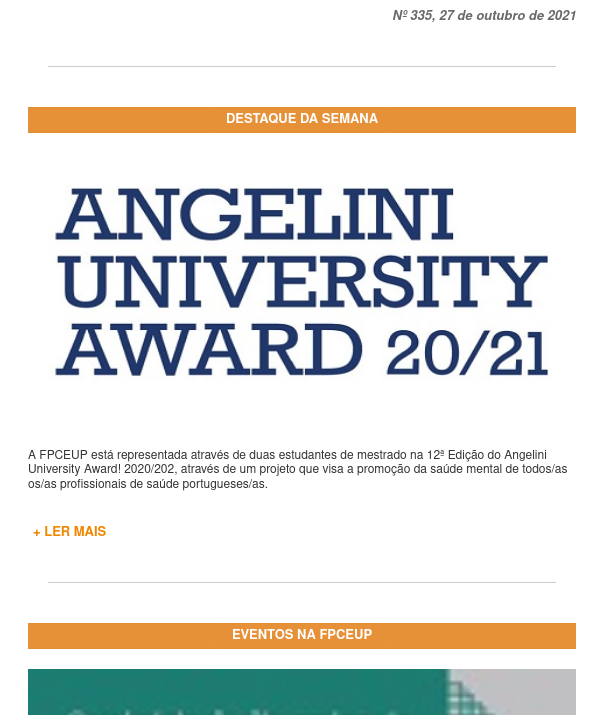 Nº 335, 27 de outubro de 2021
DESTAQUE DA SEMANA
ANGELINI
UNIVERSITY
AWARD 20/21
A FPCEUP está representada através de duas estudantes de mestrado na 12ª Edição do Angelini
University Award! 2020/202, através de um projeto que visa a promoção da saúde mental de todos/as
os/as profissionais de saúde portugueses/as.
+ LER MAIS
EVENTOS NA FPCEUP